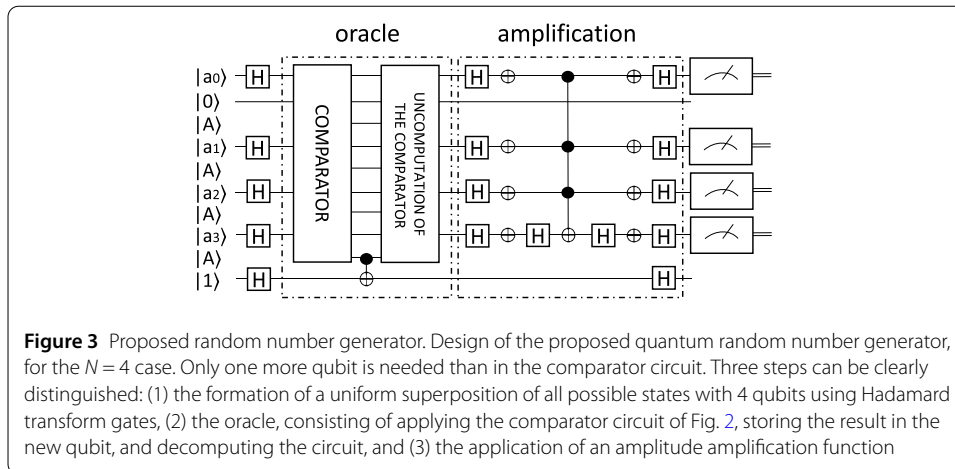 oracle amplification
|a0⟩ H H H
|0⟩
|A⟩
|a1⟩ H H H
|A⟩
|a2⟩ H H H
|A⟩
|a3⟩ H H H H H
|A⟩
|1⟩ H H
COMPARATOR
UNCOMPUTATION OF
THE COMPARATOR
Figure 3 Proposed random number generator. Design of the proposed quantum random number generator,
for the N = 4 case. Only one more qubit is needed than in the comparator circuit. Three steps can be clearly
distinguished: (1) the formation of a uniform superposition of all possible states with 4 qubits using Hadamard
transform gates, (2) the oracle, consisting of applying the comparator circuit of Fig. 2, storing the result in the
new qubit, and decomputing the circuit, and (3) the application of an amplitude amplification function